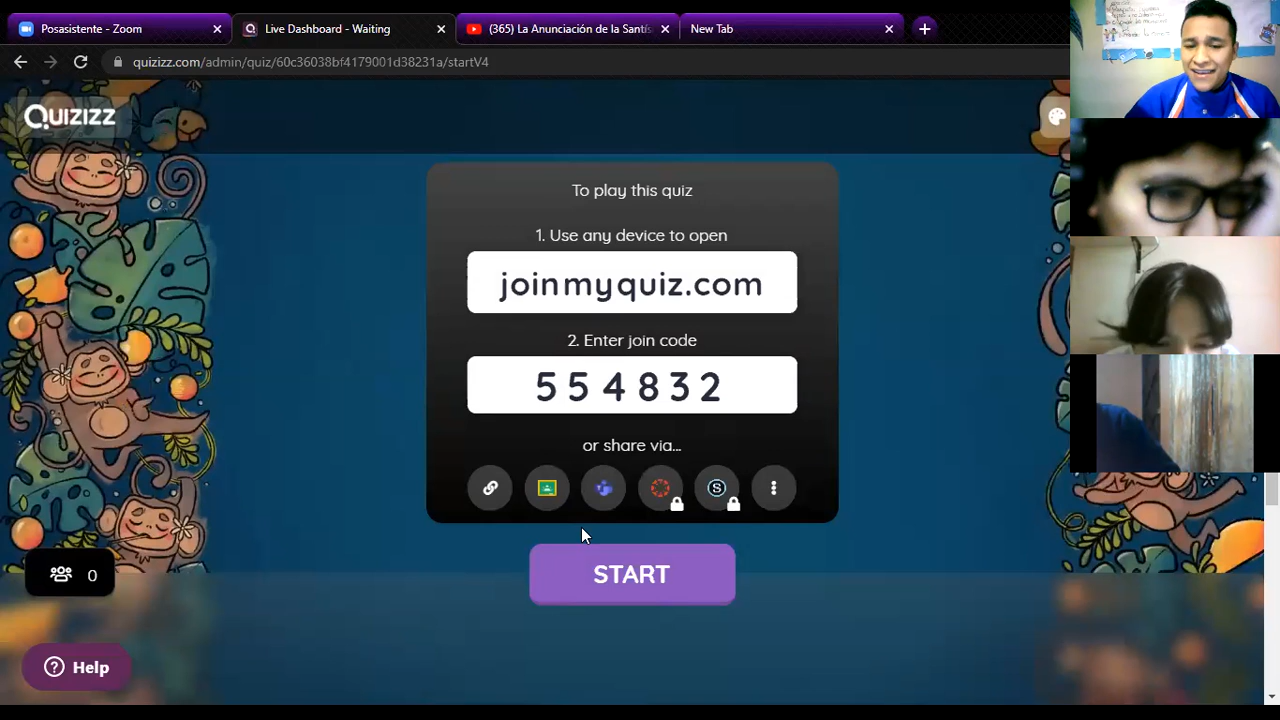 Posasistente - Zoom
Live Dashboard - Waiting
(365) La Anunciación de la Santís
New Tab
quizizz.com/admin/quiz/60c36038bf4179001d38231a/startV4
QUIZIZZ
To play this quiz
1. Use any device to open
joinmyquiz.com
2. Enter join code
554832
or share via...
S
START
0
Help